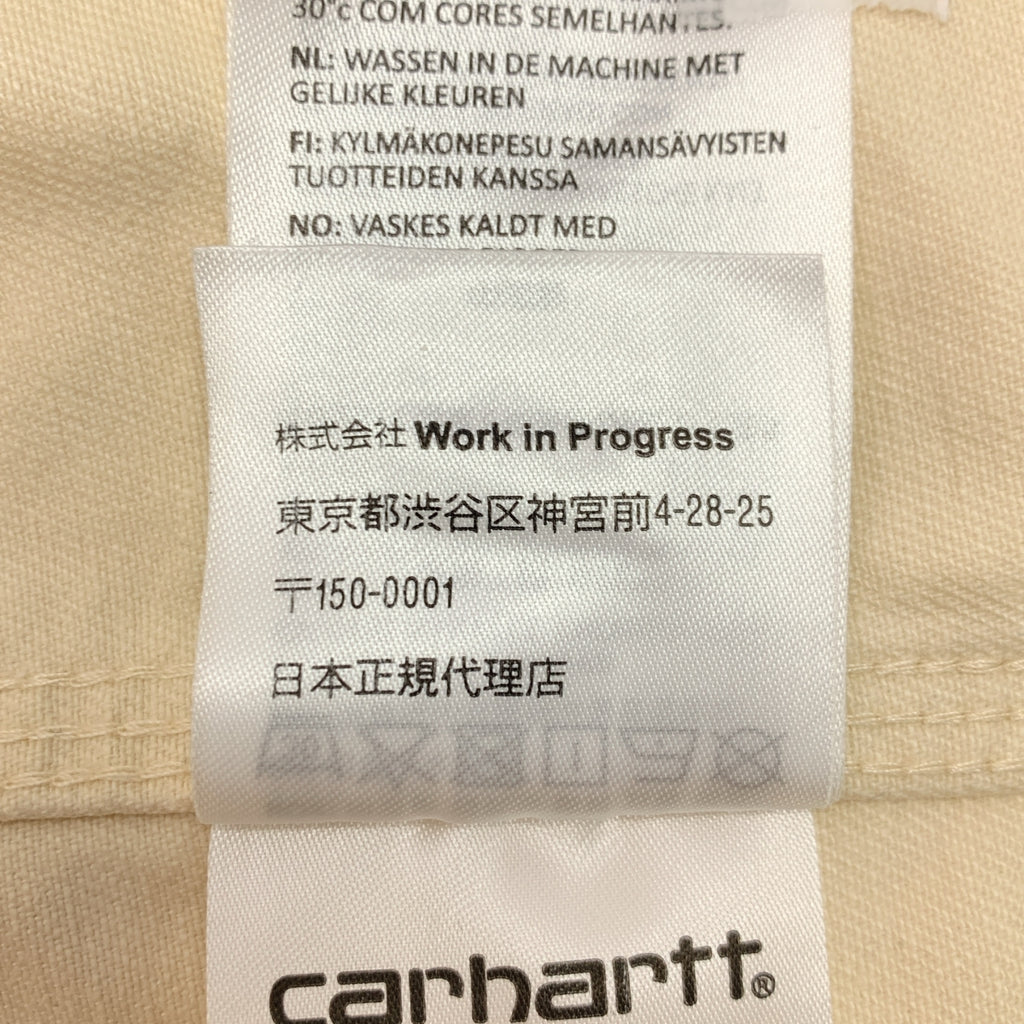 30°c COM CORES SEMELHANTES.
NL: WASSEN IN DE MACHINE MET
GELIJKE KLEUREN
FI: KYLMÄKONEPESU SAMANSÄVYISTEN
TUOTTEIDEN KANSSA
NO: VASKES KALDT MED
株式会社 Work in Progress
東京都渋谷区神宮前4-28-25
〒150-0001
日本正規代理店
carhartt®